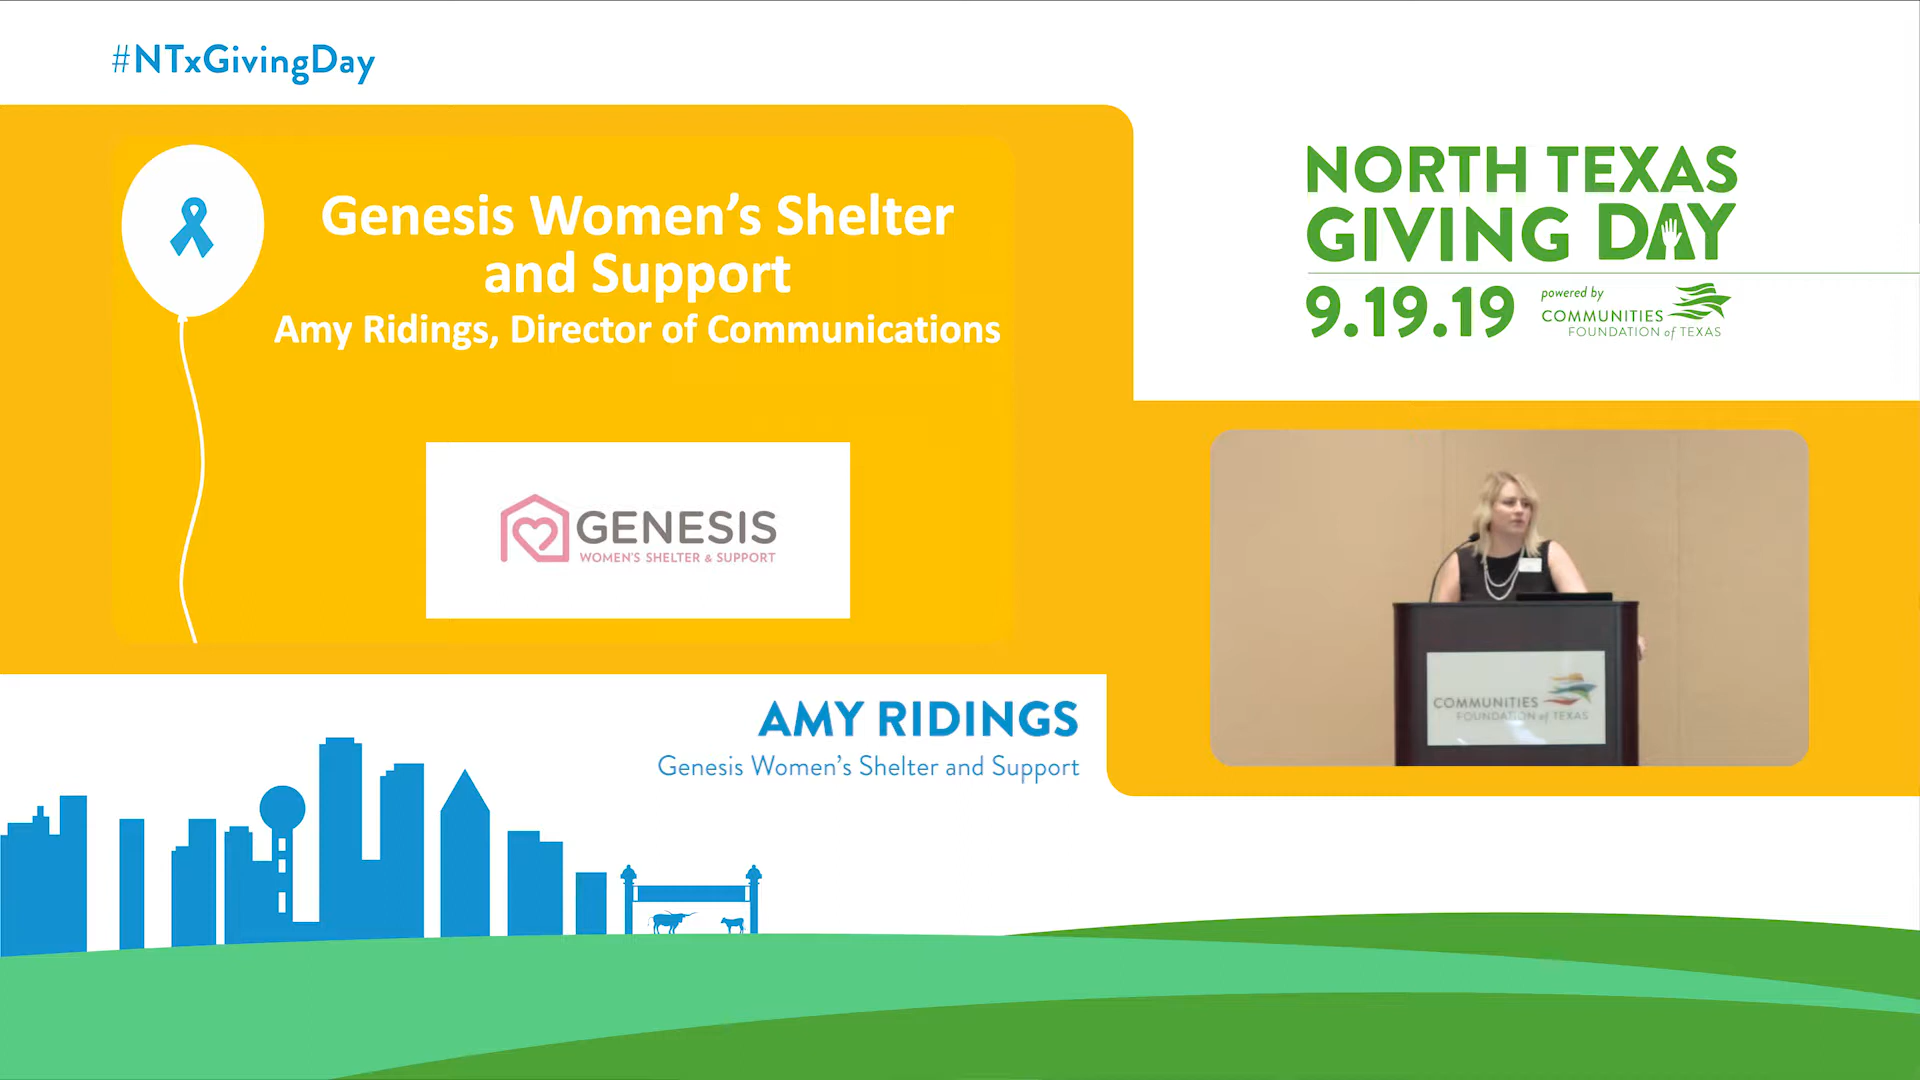 #NTxGivingDay
Genesis Women's Shelter
and Support
Amy Ridings, Director of Communications
GENESIS
WOMEN'S SHELTER & SUPPORT
NORTH TEXAS
GIVING DAY
9.19.19
powered by
COMMUNITIES
FOUNDATION of TEXAS
COMMUNITIES
FOUNDATION of TEXAS
AMY RIDINGS
Genesis Women's Shelter and Support